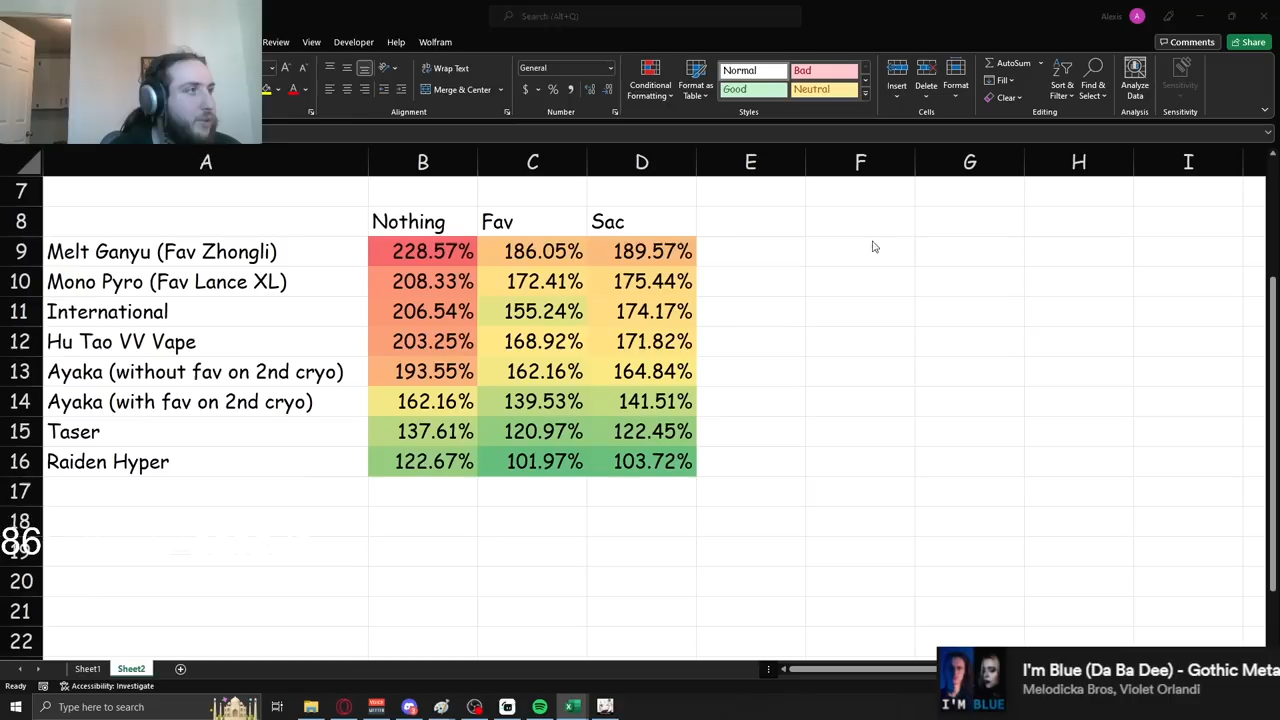 Search (Alt+Q)
Alexis
A
Review View Developer Help Wolfram
Comments
Share
Wrap Text
Merge & Center
Alignment
General
$ % 9
Number
Conditional Formatting
Format as Table
Normal Bad
Good Neutral
Styles
Insert Delete Format
Cells
AutoSum
Fill
Clear
Sort & Filter
Find & Select
Editing
Analyze Data
Analysis
Sensitivity
Sensitivity
A B C D E F G H I
7
8 Nothing Fav Sac
9 Melt Ganyu (Fav Zhongli) 228.57% 186.05% 189.57%
10 Mono Pyro (Fav Lance XL) 208.33% 172.41% 175.44%
11 International 206.54% 155.24% 174.17%
12 Hu Tao VV Vape 203.25% 168.92% 171.82%
13 Ayaka (without fav on 2nd cryo) 193.55% 162.16% 164.84%
14 Ayaka (with fav on 2nd cryo) 162.16% 139.53% 141.51%
15 Taser 137.61% 120.97% 122.45%
16 Raiden Hyper 122.67% 101.97% 103.72%
17
18
86
19
20
21
22
Sheet1 Sheet2
Ready Accessibility: Investigate
I'm Blue (Da Ba Dee) - Gothic Meta
Melodicka Bros, Violet Orlandi
I'M BLUE
Type here to search